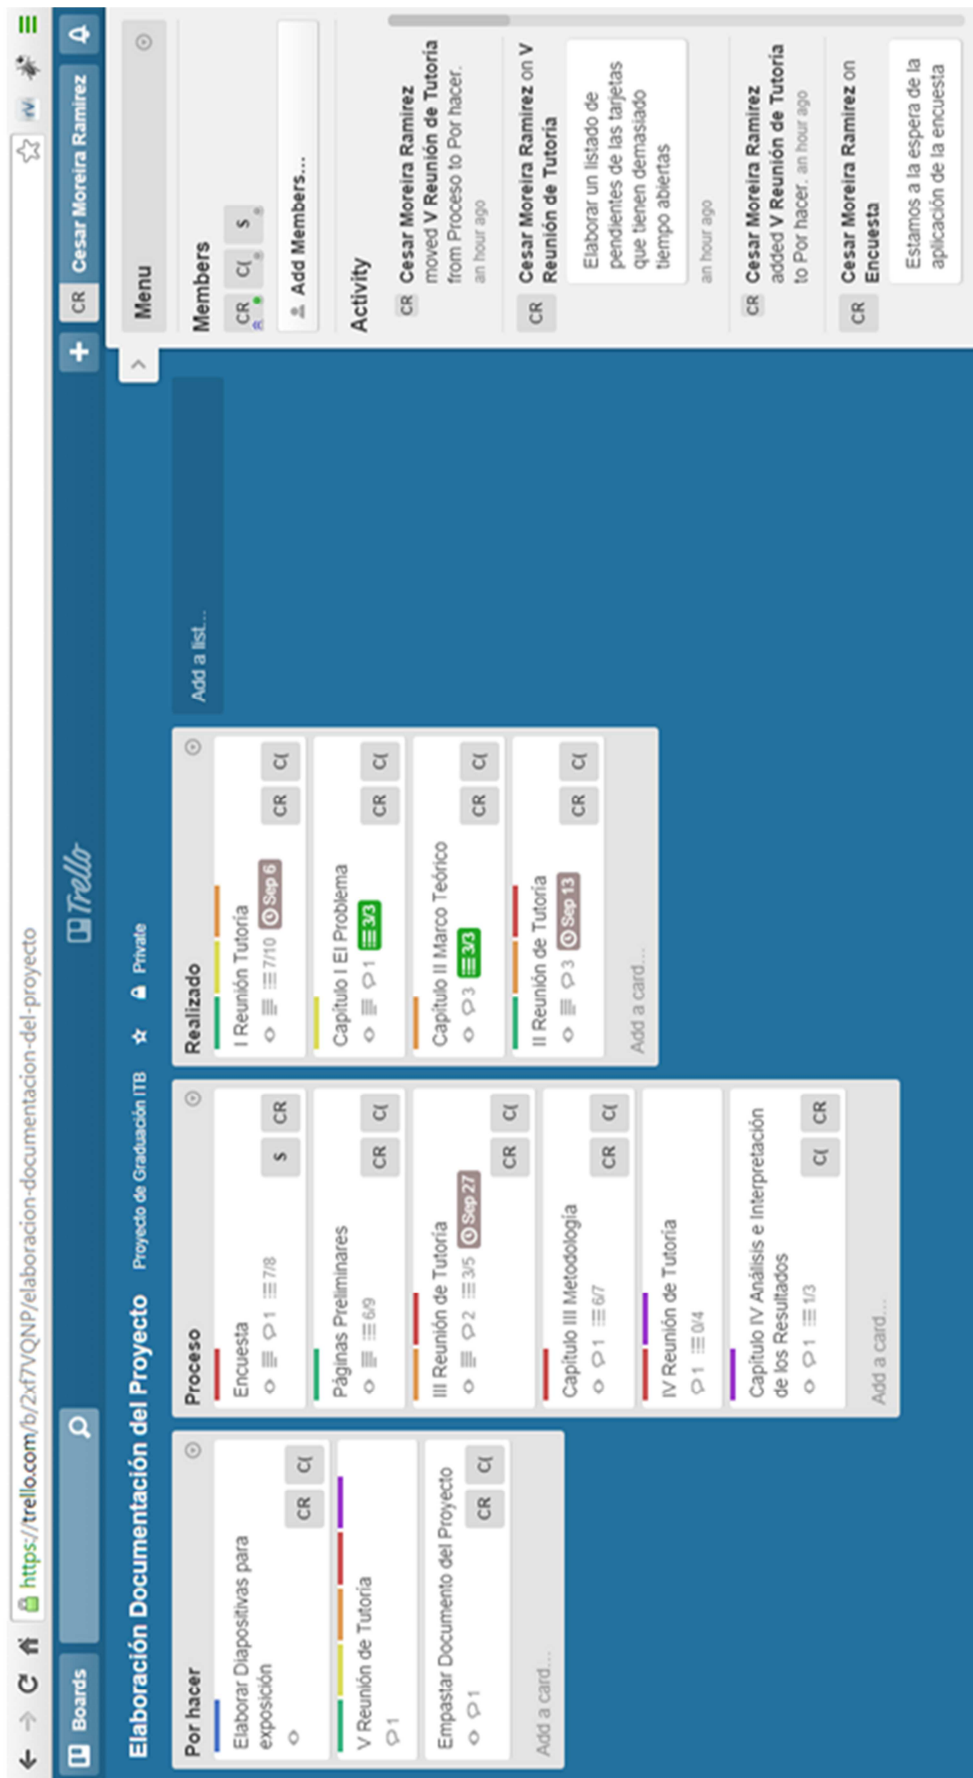 https://trello.com/b/2xf7VQNP/elaboracion-documentacion-del-proyecto
Boards
Trello
CR Cesar Moreira Ramirez
Elaboración Documentación del Proyecto Proyecto de Graduación ITB Private
Por hacer
Elaborar Diapositivas para
exposición
CR C(
V Reunión de Tutoría
1
Empastar Documento del Proyecto
1
CR C(
Add a card...
Proceso
Encuesta
1 7/8
S CR
Páginas Preliminares
6/9
CR C(
III Reunión de Tutoría
2 3/5 Sep 27
CR C(
Capítulo III Metodología
1 6/7
CR C(
IV Reunión de Tutoría
1 0/4
Capítulo IV Análisis e Interpretación
de los Resultados
1 1/3
C( CR
Add a card...
Realizado
I Reunión Tutoría
7/10 Sep 6
CR C(
Capítulo I El Problema
1 3/3
CR C(
Capítulo II Marco Teórico
3 3/3
CR C(
II Reunión de Tutoría
3 Sep 13
CR C(
Add a card...
Add a list...
Menu
Members
CR C( S
Add Members...
Activity
CR Cesar Moreira Ramirez
moved V Reunión de Tutoría
from Proceso to Por hacer.
an hour ago
CR Cesar Moreira Ramirez on V
Reunión de Tutoría
Elaborar un listado de
pendientes de las tarjetas
que tienen demasiado
tiempo abiertas
an hour ago
CR Cesar Moreira Ramirez
added V Reunión de Tutoría
to Por hacer. an hour ago
CR Cesar Moreira Ramirez on
Encuesta
Estamos a la espera de la
aplicación de la encuesta